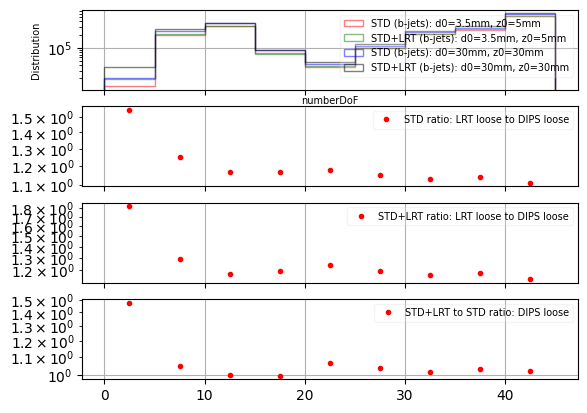 Distribution
10^5
STD (b-jets): d0=3.5mm, z0=5mm
STD+LRT (b-jets): d0=3.5mm, z0=5mm
STD (b-jets): d0=30mm, z0=30mm
STD+LRT (b-jets): d0=30mm, z0=30mm
numberDoF
1.5 × 10^0
1.4 × 10^0
1.3 × 10^0
1.2 × 10^0
1.1 × 10^0
STD ratio: LRT loose to DIPS loose
1.8 × 10^0
1.7 × 10^0
1.6 × 10^0
1.5 × 10^0
1.4 × 10^0
1.3 × 10^0
1.2 × 10^0
STD+LRT ratio: LRT loose to DIPS loose
1.5 × 10^0
1.4 × 10^0
1.3 × 10^0
1.2 × 10^0
1.1 × 10^0
10^0
STD+LRT to STD ratio: DIPS loose
0 10 20 30 40